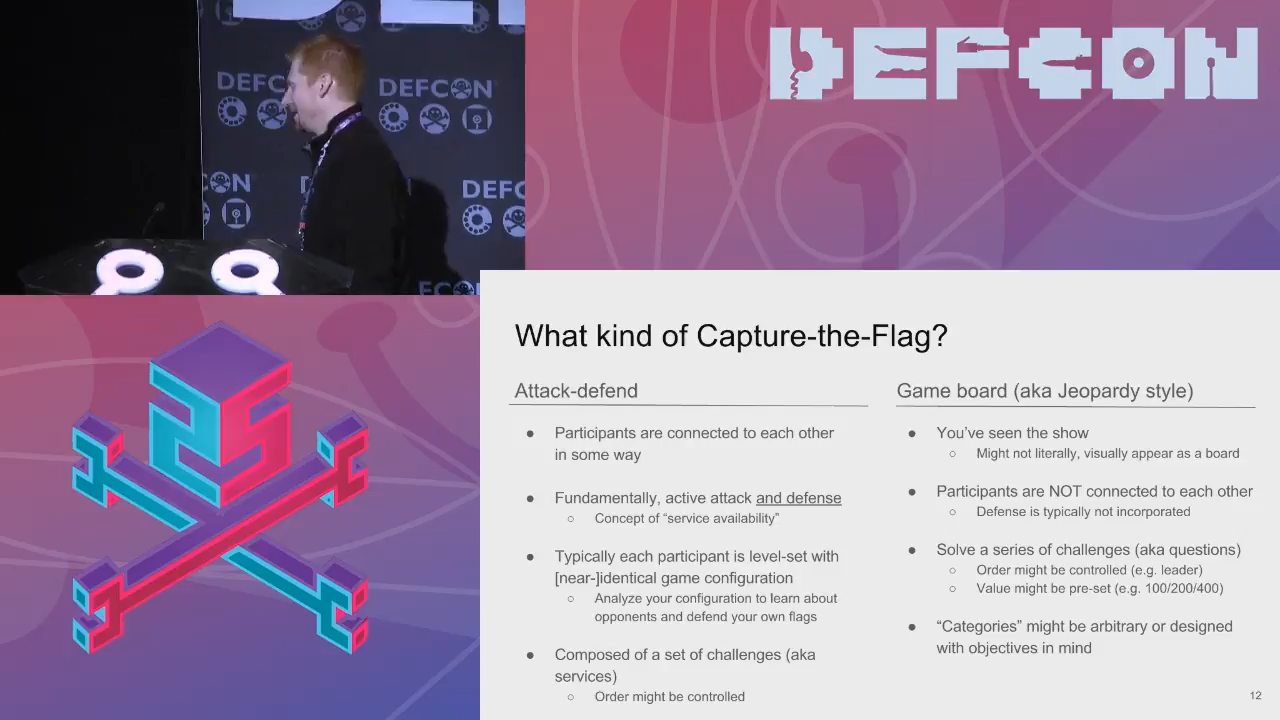 DEFCON
DEFCON DEFCON
DEFC
DEFCON
What kind of Capture-the-Flag?
Attack-defend
● Participants are connected to each other
in some way
● Fundamentally, active attack and defense
○ Concept of “service availability”
● Typically each participant is level-set with
[near-]identical game configuration
○ Analyze your configuration to learn about
opponents and defend your own flags
● Composed of a set of challenges (aka
services)
○ Order might be controlled
Game board (aka Jeopardy style)
● You’ve seen the show
○ Might not literally, visually appear as a board
● Participants are NOT connected to each other
○ Defense is typically not incorporated
● Solve a series of challenges (aka questions)
○ Order might be controlled (e.g. leader)
○ Value might be pre-set (e.g. 100/200/400)
● “Categories” might be arbitrary or designed
with objectives in mind
12